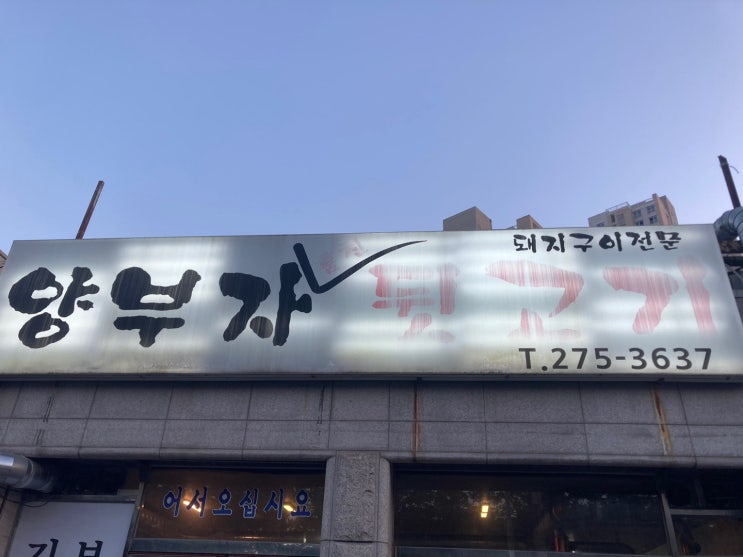 돼지구이전문
양부자 뒷고기
T.275-3637
어서오십시요